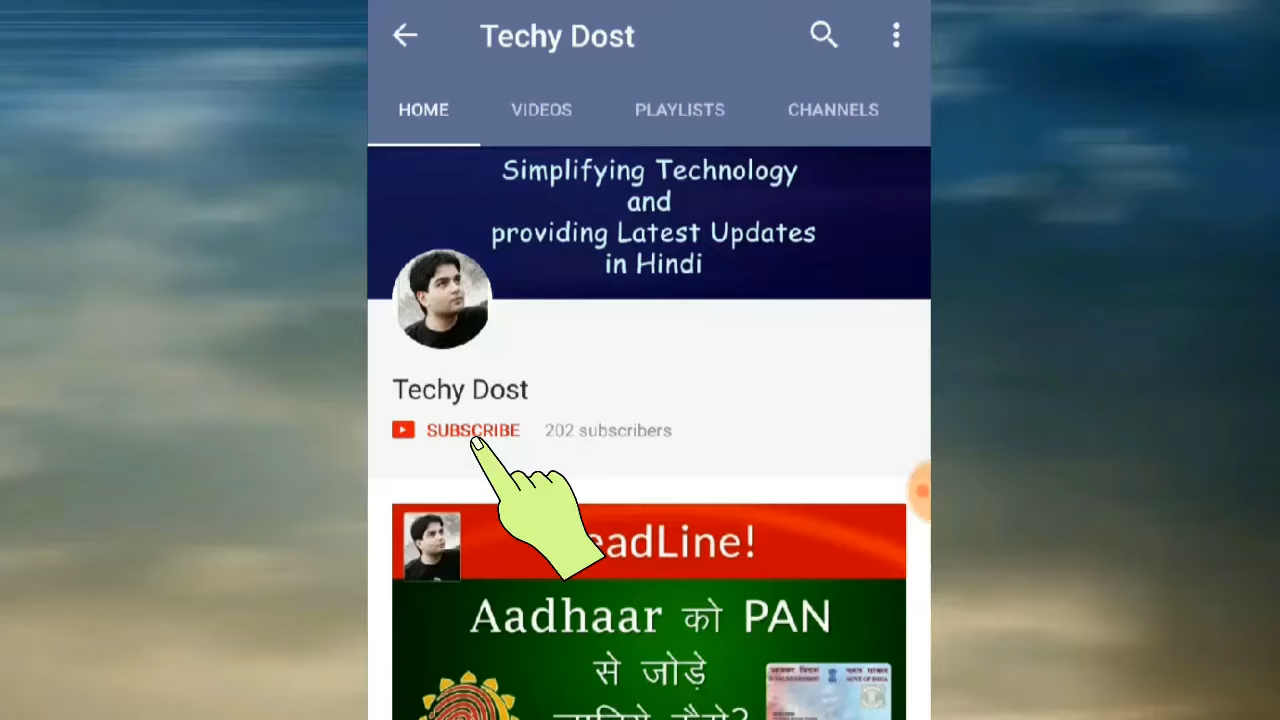 Techy Dost
HOME VIDEOS PLAYLISTS CHANNELS
Simplifying Technology
and
providing Latest Updates
in Hindi
Techy Dost
SUBSCRIBE 202 subscribers
eadLine!
Aadhaar को PAN
से जोड़े
जानिये कैसे?